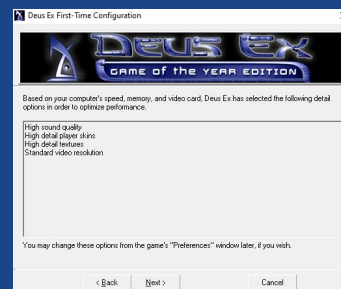 Deus Ex First-Time Configuration
DEUS EX
GAME OF THE YEAR EDITION
Based on your computer's speed, memory, and video card, Deus Ex has selected the following detail
options in order to optimize performance.
High sound quality
High detail player skins
High detail textures
Standard video resolution
You may change these options from the game's "Preferences" window later, if you wish.
< Back Next > Cancel